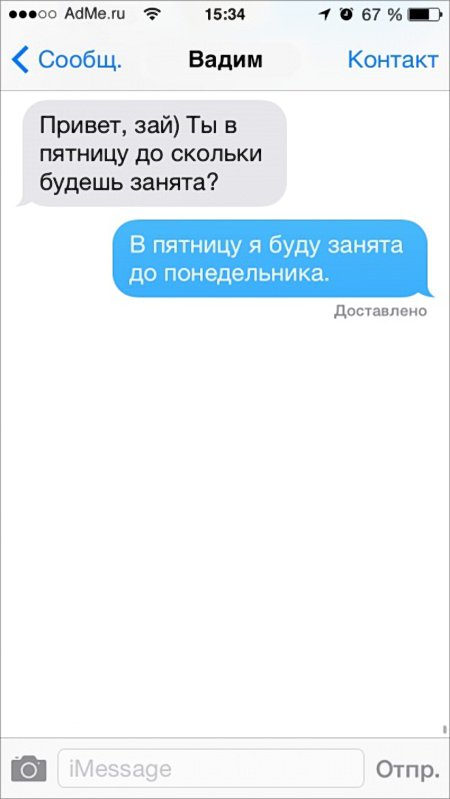 AdMe.ru 15:34 67 %
Сообщ. Вадим Контакт
Привет, зай) Ты в
пятницу до скольки
будешь занята?
В пятницу я буду занята
до понедельника.
Доставлено
iMessage Отпр.